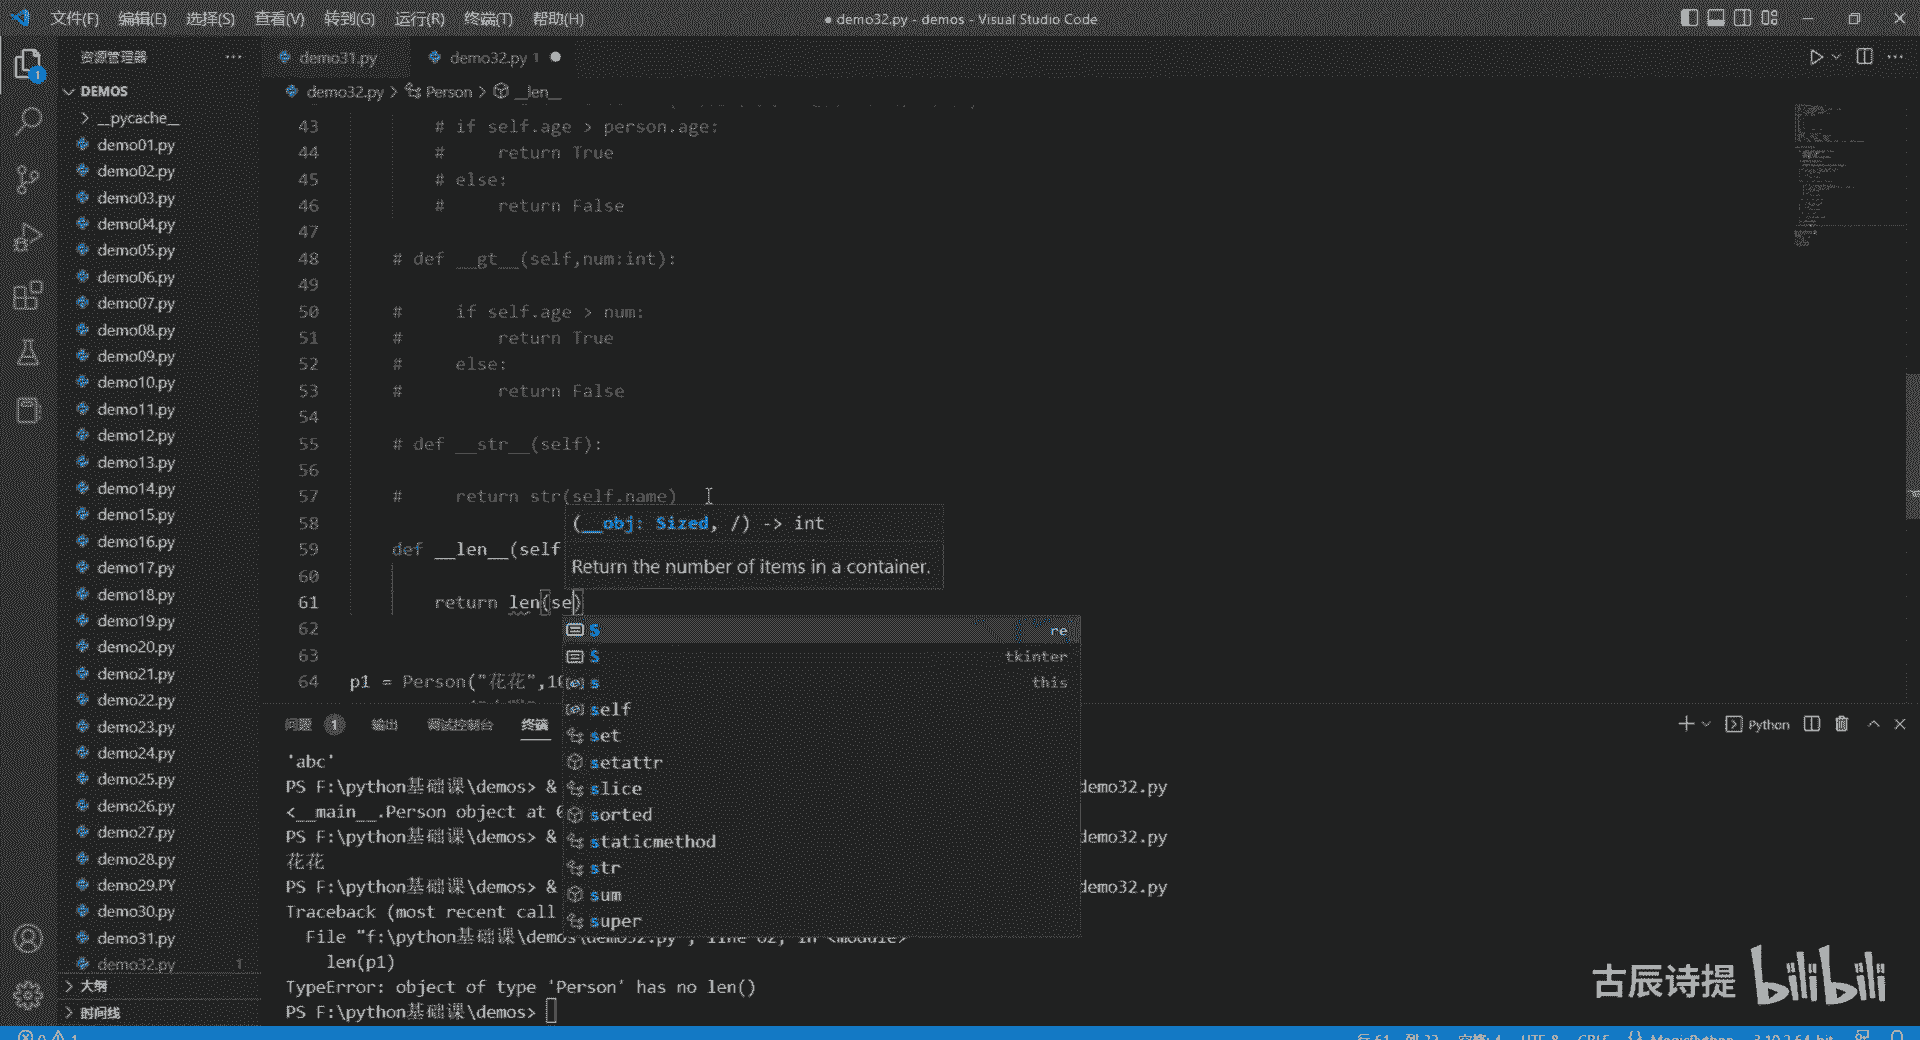 文件(F) 编辑(E) 选择(S) 查看(V) 转到(G) 运行(R) 终端(T) 帮助(H)
● demo32.py - demos - Visual Studio Code
资源管理器
DEMOS
__pycache__
demo01.py
demo02.py
demo03.py
demo04.py
demo05.py
demo06.py
demo07.py
demo08.py
demo09.py
demo10.py
demo11.py
demo12.py
demo13.py
demo14.py
demo15.py
demo16.py
demo17.py
demo18.py
demo19.py
demo20.py
demo21.py
demo22.py
demo23.py
demo24.py
demo25.py
demo26.py
demo27.py
demo28.py
demo29.PY
demo30.py
demo31.py
demo32.py 1
大纲
时间线
demo31.py demo32.py 1
demo32.py > Person > __len__
43 # if self.age > person.age:
44 # return True
45 # else:
46 # return False
47
48 # def __gt__(self,num:int):
49
50 # if self.age > num:
51 # return True
52 # else:
53 # return False
54
55 # def __str__(self):
56
57 # return str(self.name)
58
59 def __len__(self
60
61 return len(se)
62
63
64 p1 = Person("花花",10
(__obj: Sized, /) -> int
Return the number of items in a container.
S re
S tkinter
s this
self
set
setattr
slice
sorted
staticmethod
str
sum
super
问题 1 输出 调试控制台 终端
Python
'abc'
PS F:\python基础课\demos> & demo32.py
<__main__.Person object at 
PS F:\python基础课\demos> & demo32.py
花花
PS F:\python基础课\demos> & demo32.py
Traceback (most recent call
File "f:\python基础课\demos\demo32.py", line 62, in <module>
len(p1)
TypeError: object of type 'Person' has no len()
PS F:\python基础课\demos>
古辰诗提 bilibili